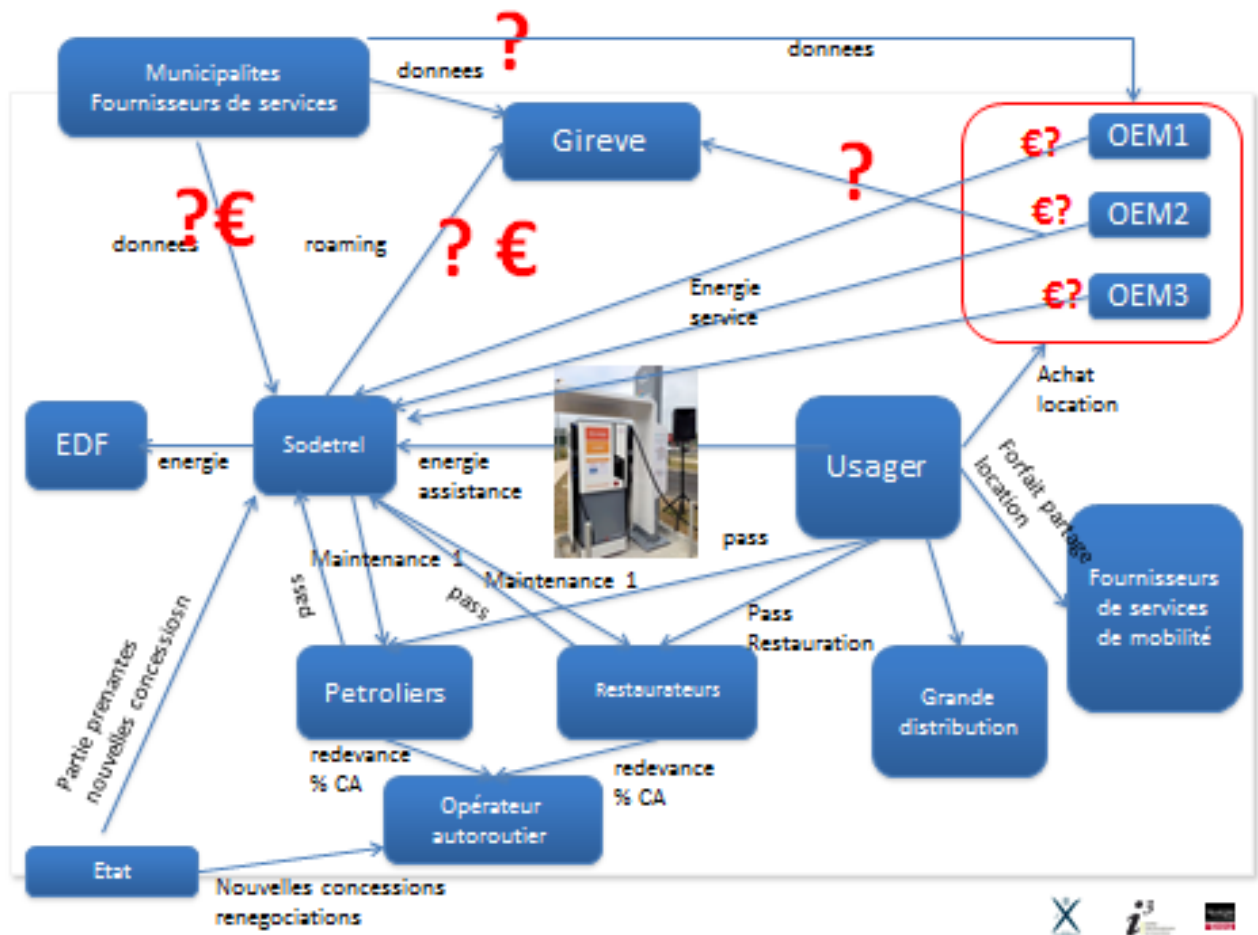 ?
donnees
Municipalites
Fournisseurs de services
donnees
Gireve
€?
OEM1
?
€?
OEM2
?€
donnees
roaming
? €
Energie
service
€?
OEM3
Achat
location
EDF
energie
Sodetrel
energie
assistance
Usager
Forfait partage
location
pass
Maintenance 1
Maintenance 1
pass
pass
Fournisseurs
de services
de mobilité
Pass
Restauration
Partie prenantes
nouvelles concessiosn
Petroliers
Restaurateurs
Grande
distribution
redevance
% CA
redevance
% CA
Opérateur
autoroutier
Etat
Nouvelles concessions
renegociations
i3